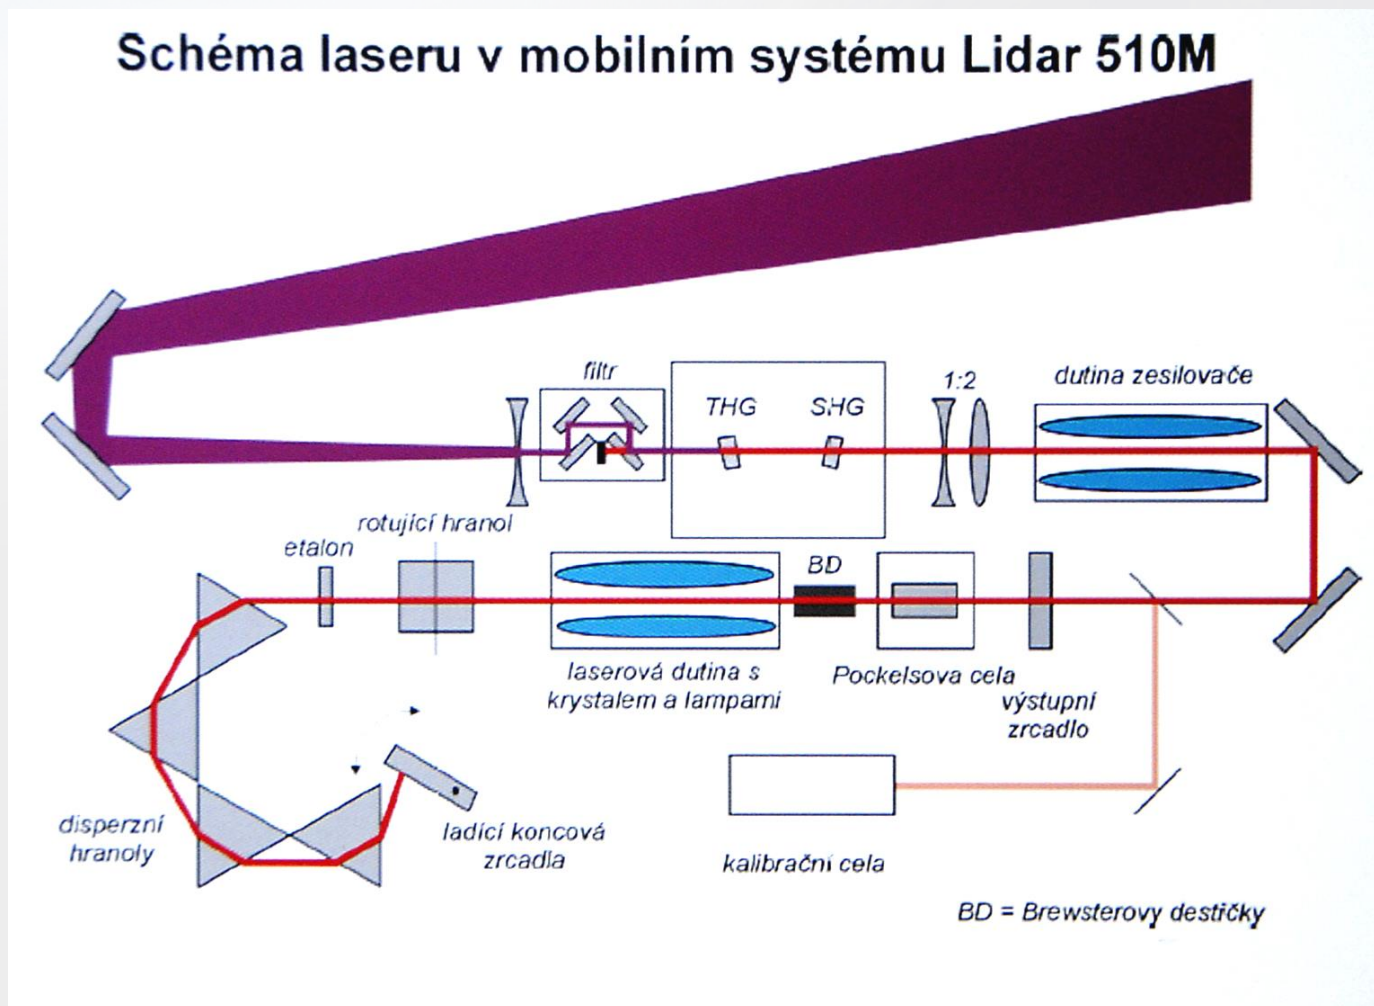 Schéma laseru v mobilním systému Lidar 510M
filtr
THG
SHG
1:2
dutina zesilovače
etalon
rotující hranol
BD
laserová dutina s
krystalem a lampami
Pockelsova cela
výstupní
zrcadlo
disperzní
hranoly
ladící koncová
zrcadla
kalibrační cela
BD = Brewsterovy destičky